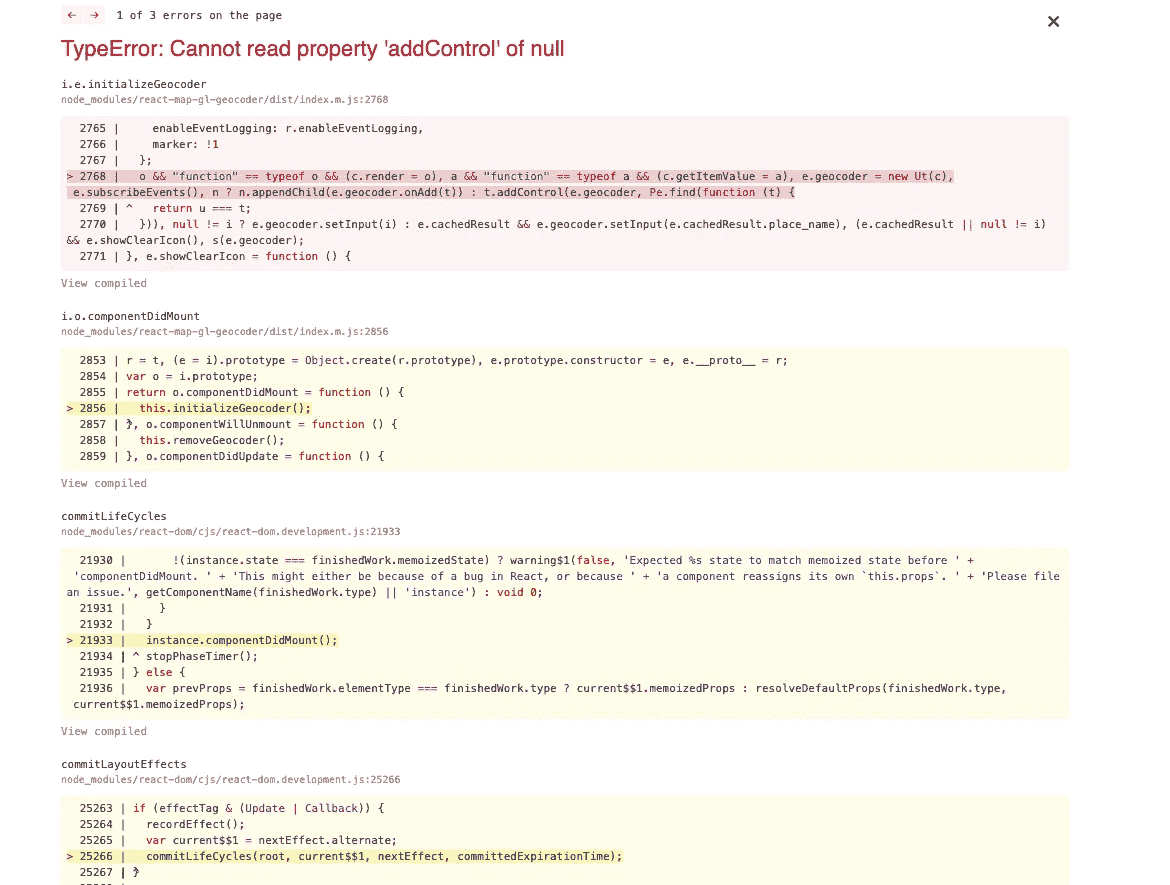 ← → 1 of 3 errors on the page
×
TypeError: Cannot read property 'addControl' of null
i.e.initializeGeocoder
node_modules/react-map-gl-geocoder/dist/index.m.js:2768
2765 | enableEventLogging: r.enableEventLogging,
2766 | marker: !1
2767 | };
> 2768 | o && "function" == typeof o && (c.render = o), a && "function" == typeof a && (c.getItemValue = a), e.geocoder = new Ut(c),
e.subscribeEvents(), n ? n.appendChild(e.geocoder.onAdd(t)) : t.addControl(e.geocoder, Pe.find(function (t) {
2769 | ^ return u === t;
2770 | })), null != i ? e.geocoder.setInput(i) : e.cachedResult && e.geocoder.setInput(e.cachedResult.place_name), (e.cachedResult || null != i)
&& e.showClearIcon(), s(e.geocoder);
2771 | }, e.showClearIcon = function () {
View compiled
i.o.componentDidMount
node_modules/react-map-gl-geocoder/dist/index.m.js:2856
2853 | r = t, (e = i).prototype = Object.create(r.prototype), e.prototype.constructor = e, e.__proto__ = r;
2854 | var o = i.prototype;
2855 | return o.componentDidMount = function () {
> 2856 | this.initializeGeocoder();
2857 | }, o.componentWillUnmount = function () {
2858 | this.removeGeocoder();
2859 | }, o.componentDidUpdate = function () {
View compiled
commitLifeCycles
node_modules/react-dom/cjs/react-dom.development.js:21933
21930 | !(instance.state === finishedWork.memoizedState) ? warning$1(false, 'Expected %s state to match memoized state before ' +
'componentDidMount. ' + 'This might either be because of a bug in React, or because ' + 'a component reassigns its own `this.props`. ' + 'Please file
an issue.', getComponentName(finishedWork.type) || 'instance') : void 0;
21931 | }
21932 | }
> 21933 | instance.componentDidMount();
21934 | ^ stopPhaseTimer();
21935 | } else {
21936 | var prevProps = finishedWork.elementType === finishedWork.type ? current$$1.memoizedProps : resolveDefaultProps(finishedWork.type,
current$$1.memoizedProps);
View compiled
commitLayoutEffects
node_modules/react-dom/cjs/react-dom.development.js:25266
25263 | if (effectTag & (Update | Callback)) {
25264 | recordEffect();
25265 | var current$$1 = nextEffect.alternate;
> 25266 | commitLifeCycles(root, current$$1, nextEffect, committedExpirationTime);
25267 | }